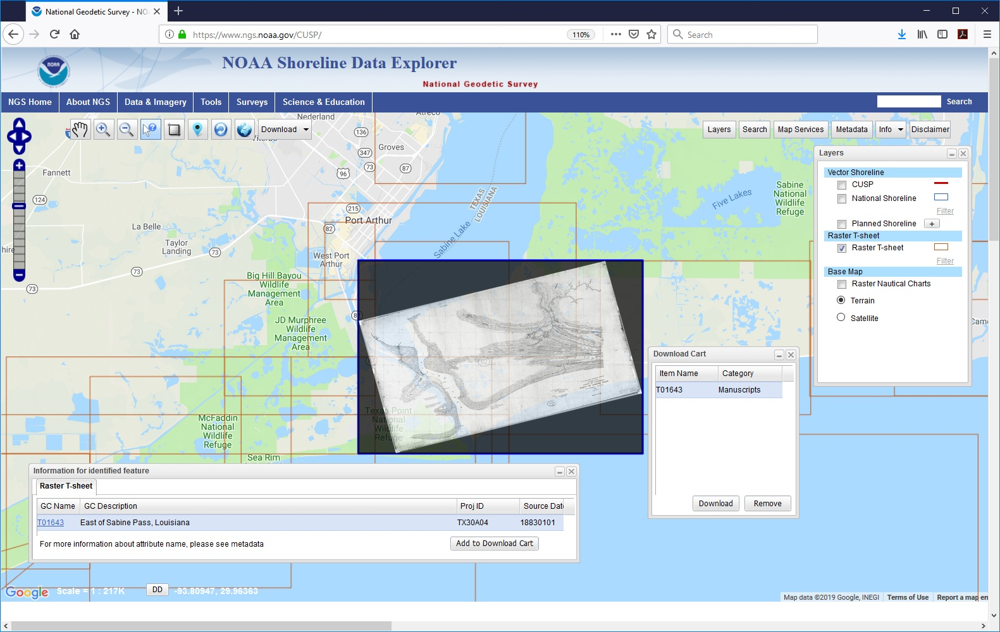 National Geodetic Survey - NO
https://www.ngs.noaa.gov/CUSP/
110%
Search
NOAA
NOAA Shoreline Data Explorer
National Geodetic Survey
NGS Home
About NGS
Data & Imagery
Tools
Surveys
Science & Education
Search
Download
Layers
Search
Map Services
Metadata
Info
Disclaimer
Nederland
136
347
Groves
73
87
96
Fannett
124
215
Port Arthur
82
La Belle
Taylor
Landing
73
West Port
Arthur
73
73
Big Hill Bayou
Wildlife
Management
Area
JD Murphree
Wildlife
Management
Area
McFaddin
National
Wildlife
Refuge
Sea Rim
TEXAS
LOUISIANA
Sabine Lake
Five Lakes
Sabine
National
Wildlife
Refuge
Texas Point
National
Wildlife
Refuge
Layers
Vector Shoreline
CUSP
National Shoreline
Filter
Planned Shoreline
+
Raster T-sheet
Raster T-sheet
Filter
Base Map
Raster Nautical Charts
Terrain
Satellite
Download Cart
Item Name Category
T01643 Manuscripts
Download Remove
Information for identified feature
Raster T-sheet
GC Name GC Description Proj ID Source Dat
T01643 East of Sabine Pass, Louisiana TX30A04 18830101
For more information about attribute name, please see metadata
Add to Download Cart
Google
Scale = 1 : 217K
DD
-93.80947, 29.96363
Map data ©2019 Google, INEGI
Terms of Use
Report a map er